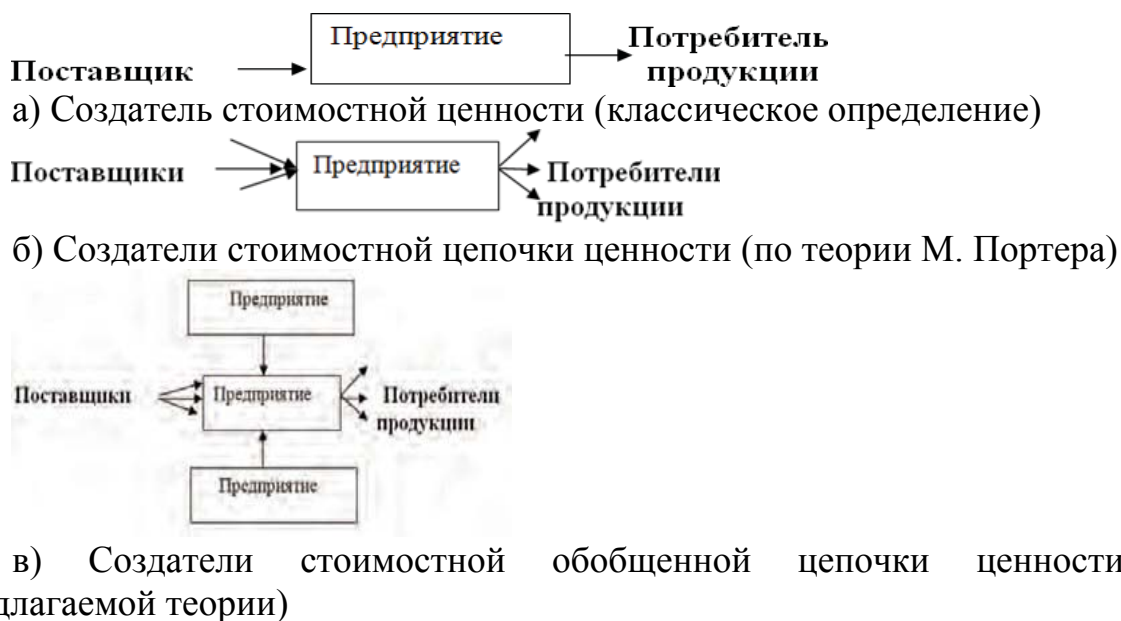 Предприятие
Потребитель
Поставщик
продукции
а) Создатель стоимостной ценности (классическое определение)
Предприятие
Поставщики
Потребители
продукции
б) Создатели стоимостной цепочки ценности (по теории М. Портера)
Предприятие
Поставщики
Предприятие
Потребители
продукции
Предприятие
в) Создатели стоимостной обобщенной цепочки ценности
длагаемой теории)